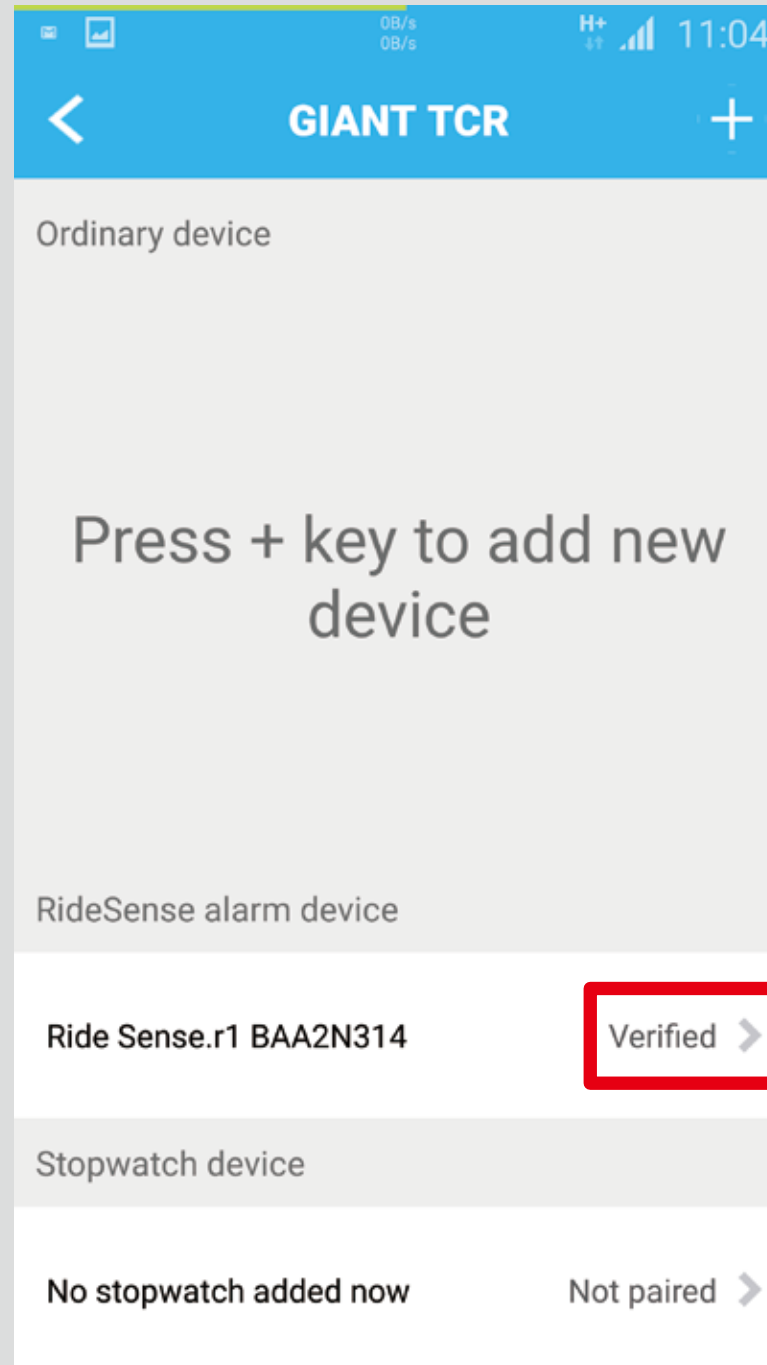 0B/s
0B/s
H+
11:04
GIANT TCR
+
Ordinary device
Press + key to add new
device
RideSense alarm device
Ride Sense.r1 BAA2N314
Verified
Stopwatch device
No stopwatch added now
Not paired